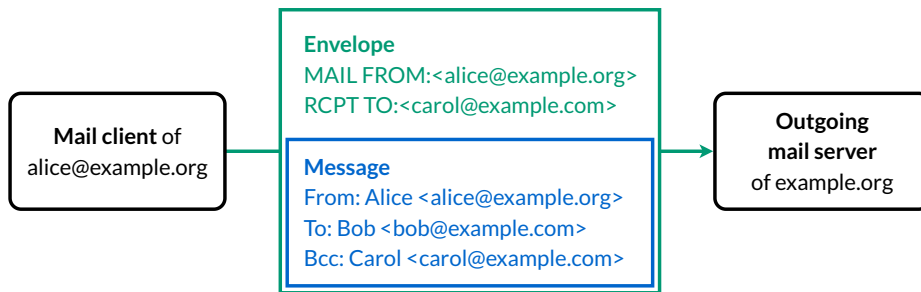 Mail client of
alice@example.org
Envelope
MAIL FROM:<alice@example.org>
RCPT TO:<carol@example.com>
Message
From: Alice <alice@example.org>
To: Bob <bob@example.com>
Bcc: Carol <carol@example.com>
Outgoing
mail server
of example.org